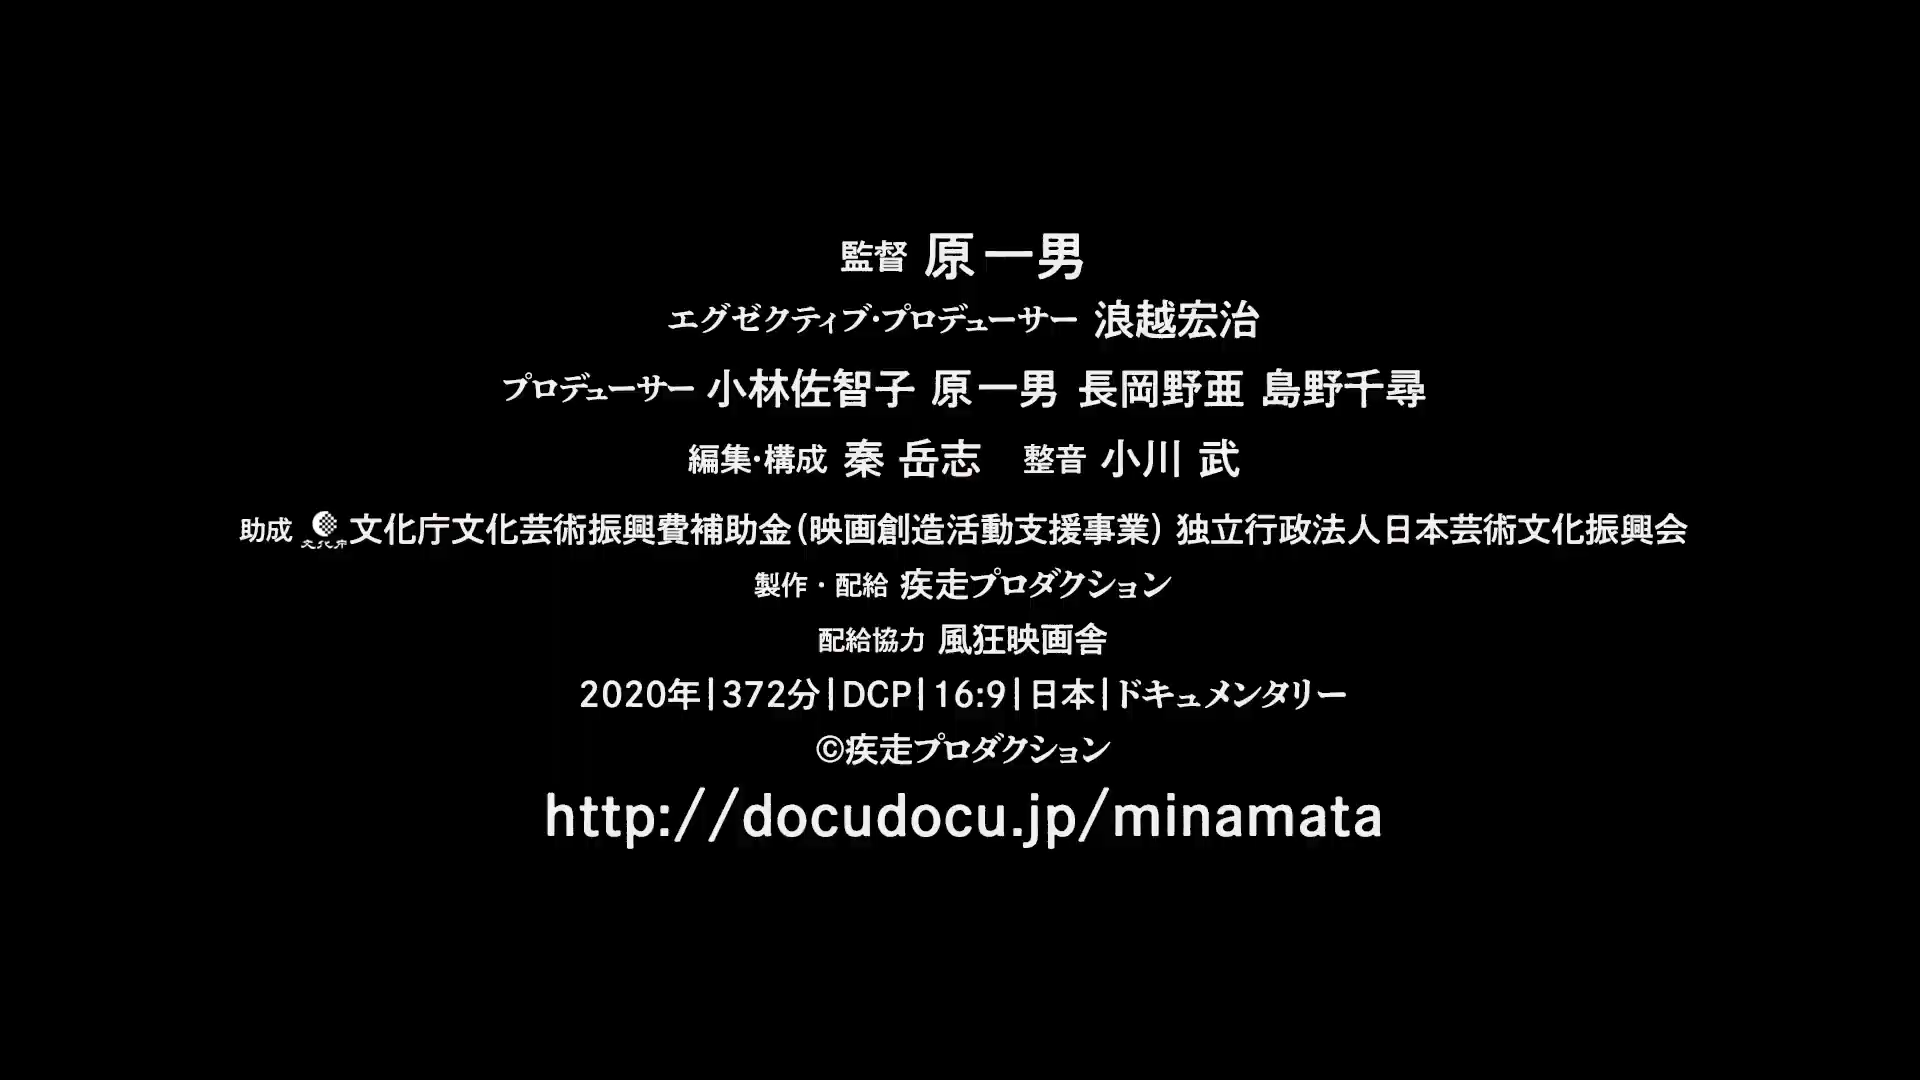 監督 原一男
エグゼクティブ・プロデューサー 浪越宏治
プロデューサー 小林佐智子 原一男 長岡野亜 島野千尋
編集・構成 秦 岳志 整音 小川 武
助成 文化庁 文化庁文化芸術振興費補助金(映画創造活動支援事業) 独立行政法人日本芸術文化振興会
製作・配給 疾走プロダクション
配給協力 風狂映画舎
2020年|372分|DCP|16:9|日本|ドキュメンタリー
©疾走プロダクション
http://docudocu.jp/minamata